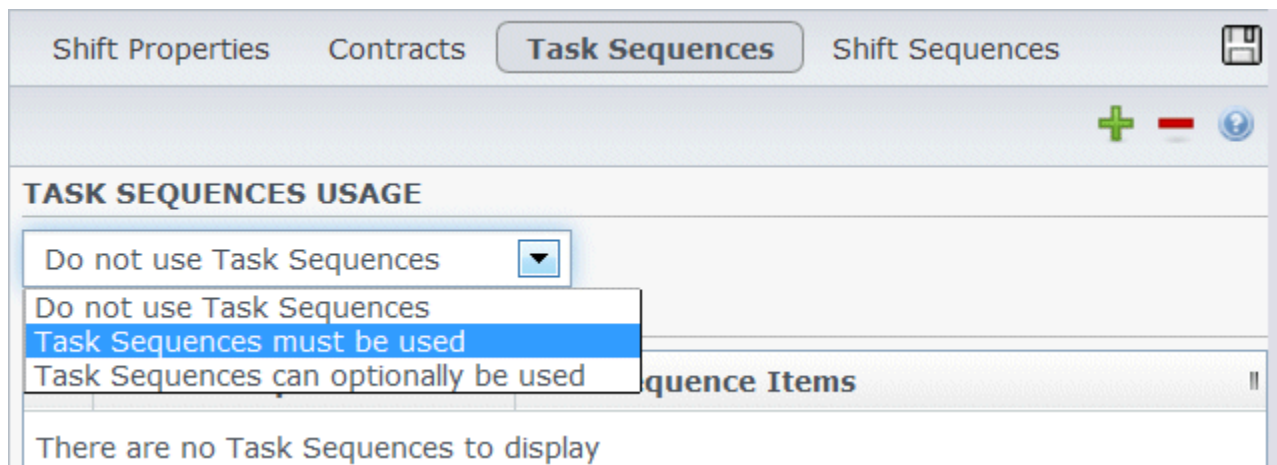 Shift Properties Contracts Task Sequences Shift Sequences
TASK SEQUENCES USAGE
Do not use Task Sequences
Do not use Task Sequences
Task Sequences must be used
Task Sequences can optionally be used
Items
There are no Task Sequences to display